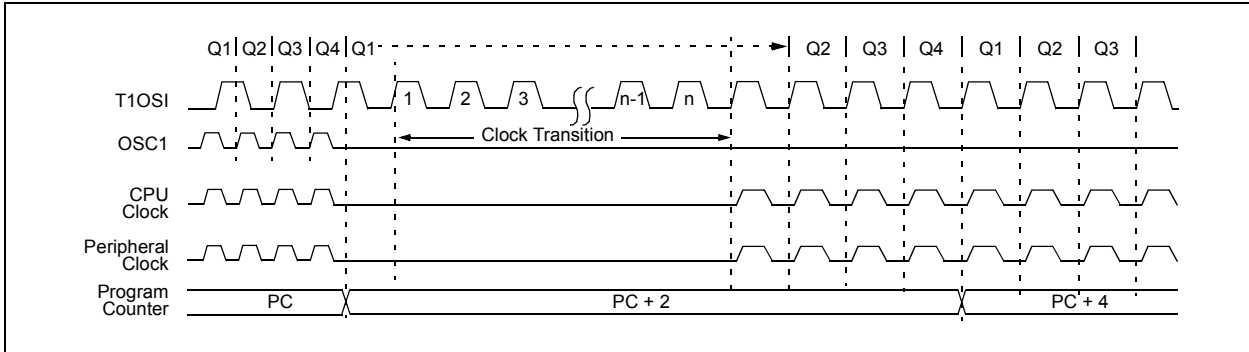 Q1 Q2 Q3 Q4 Q1 Q2 Q3 Q4 Q1 Q2 Q3
T1OSI
1 2 3 n-1 n
Clock Transition
OSC1
CPU
Clock
Peripheral
Clock
Program
Counter
PC PC + 2 PC + 4